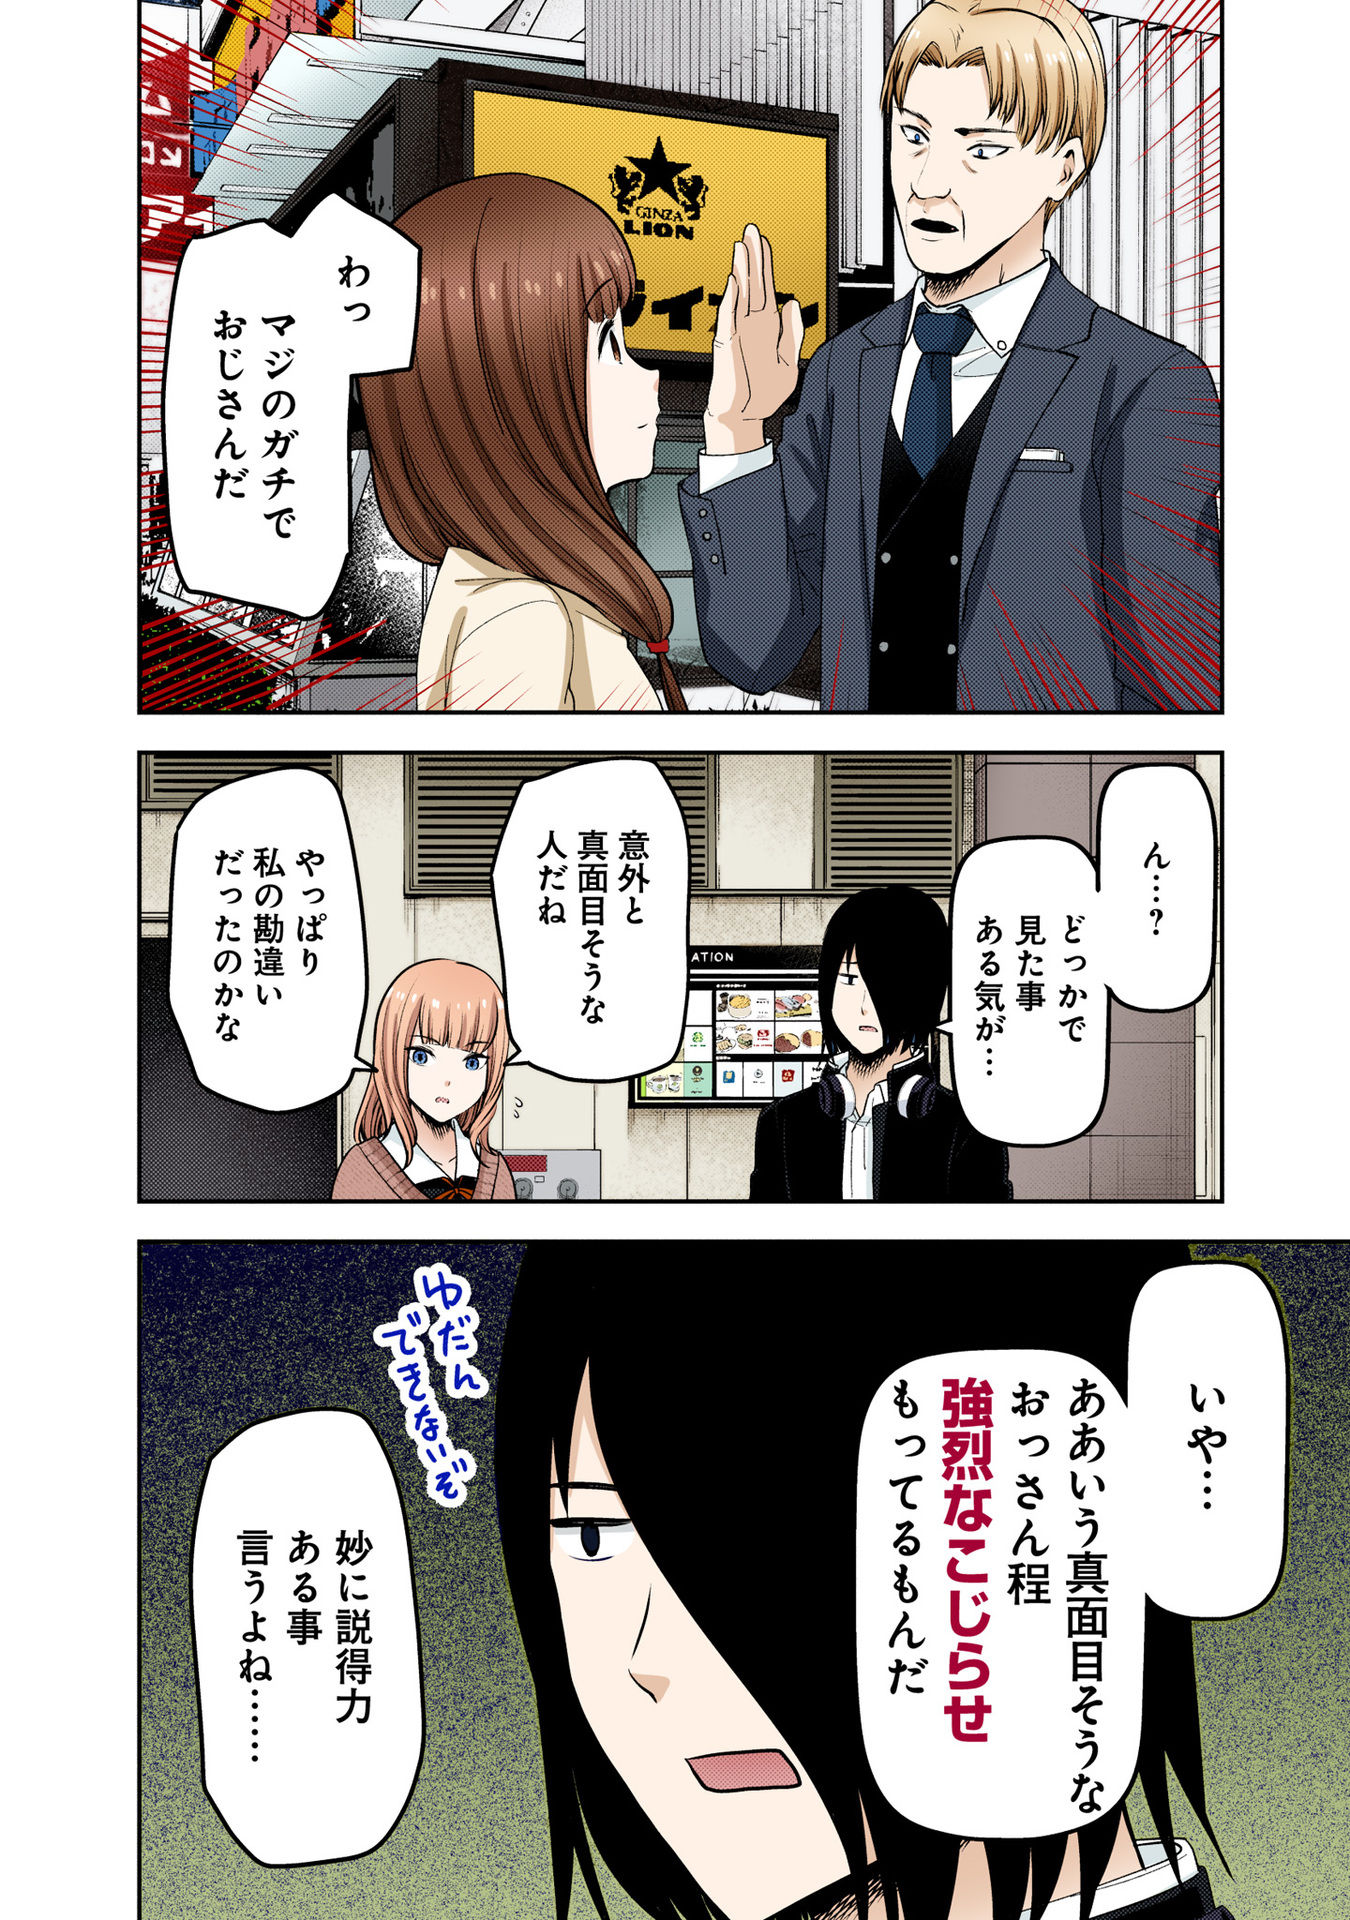 GINZA
LION
ライオン
わっ
マジのガチで
おじさんだ
ん…?
どっかで
見た事
ある気が…
意外と
真面目そうな
人だね
やっぱり
私の勘違い
だったのかな
ATION
いや…
ああいう真面目そうな
おっさん程
強烈なこじらせ
もってるもんだ
ゆだん
できないぞ
妙に説得力
ある事
言うよね……